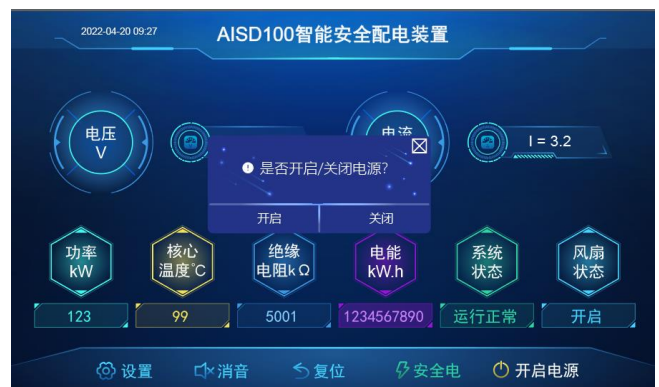 2022-04-20 09:27
AISD100智能安全配电装置
电压
V
电流
I = 3.2
是否开启/关闭电源?
开启
关闭
功率
kW
核心
温度°C
绝缘
电阻kΩ
电能
kW.h
系统
状态
风扇
状态
123
99
5001
1234567890
运行正常
开启
设置
消音
复位
安全电
开启电源